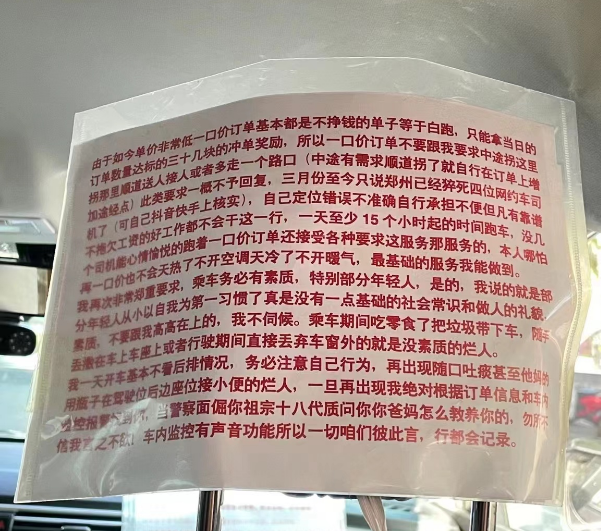 由于如今单价非常低一口价订单基本都是不挣钱的单子等于白跑，只能拿当日的
订单数量达标的三十几块的冲单奖励，所以一口价订单不要跟我要求中途拐这里
拐那里顺道送人接人或者多走一个路口（中途有需求顺道拐了就自行在订单上增
加途经点）此类要求一概不予回复，三月份至今只说郑州已经猝死四位网约车司
机了（可自己抖音快手上核实），自己定位错误不准确自行承担不便但凡有靠谱
不拖欠工资的好工作都不会干这一行，一天至少15个小时起的时间跑车，没几
个司机能心情愉悦的跑着一口价订单还接受各种要求这服务那服务的，本人哪怕
再一口价也不会天热了不开空调天冷了不开暖气，最基础的服务我能做到。
我再次非常郑重要求，乘车务必有素质，特别部分年轻人，是的，我说的就是部
分年轻人从小以自我为第一习惯了真是没有一点基础的社会常识和做人的礼貌
素质，不要跟我高高在上的，我不伺候。乘车期间吃零食了把垃圾带下车，随手
丢撒在车上车座上或者行驶期间直接丢弃车窗外的就是没素质的烂人。
我一天开车基本不看后排情况，务必注意自己行为，再出现随口吐痰甚至他妈的
用瓶子在驾驶位后边座位接小便的烂人，一旦再出现我绝对根据订单信息和车内
监控报警 到你，当警察面倔你祖宗十八代质问你你爸妈怎么教养你的，勿
信我言之不欲！车内监控有声音功能所以一切咱们彼此言，行都会记录。